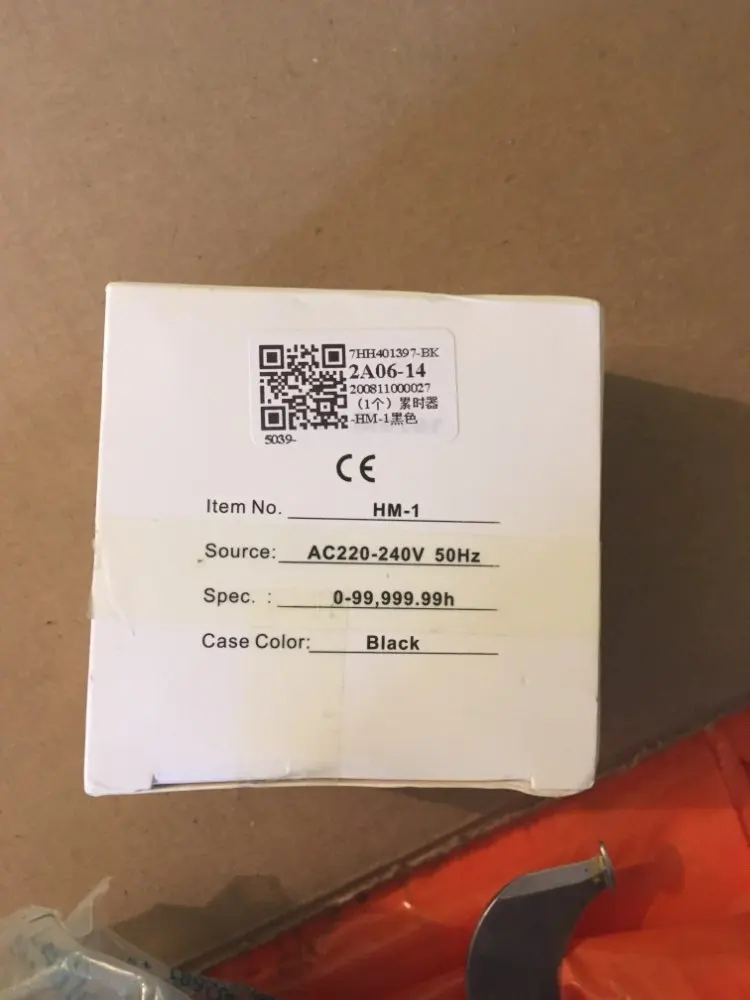 7HH401397-BK
2A06-14
200811000027
（1个）累时器
-HM-1黑色
5039-
CE
Item No. HM-1
Source: AC220-240V 50Hz
Spec. : 0-99,999.99h
Case Color: Black